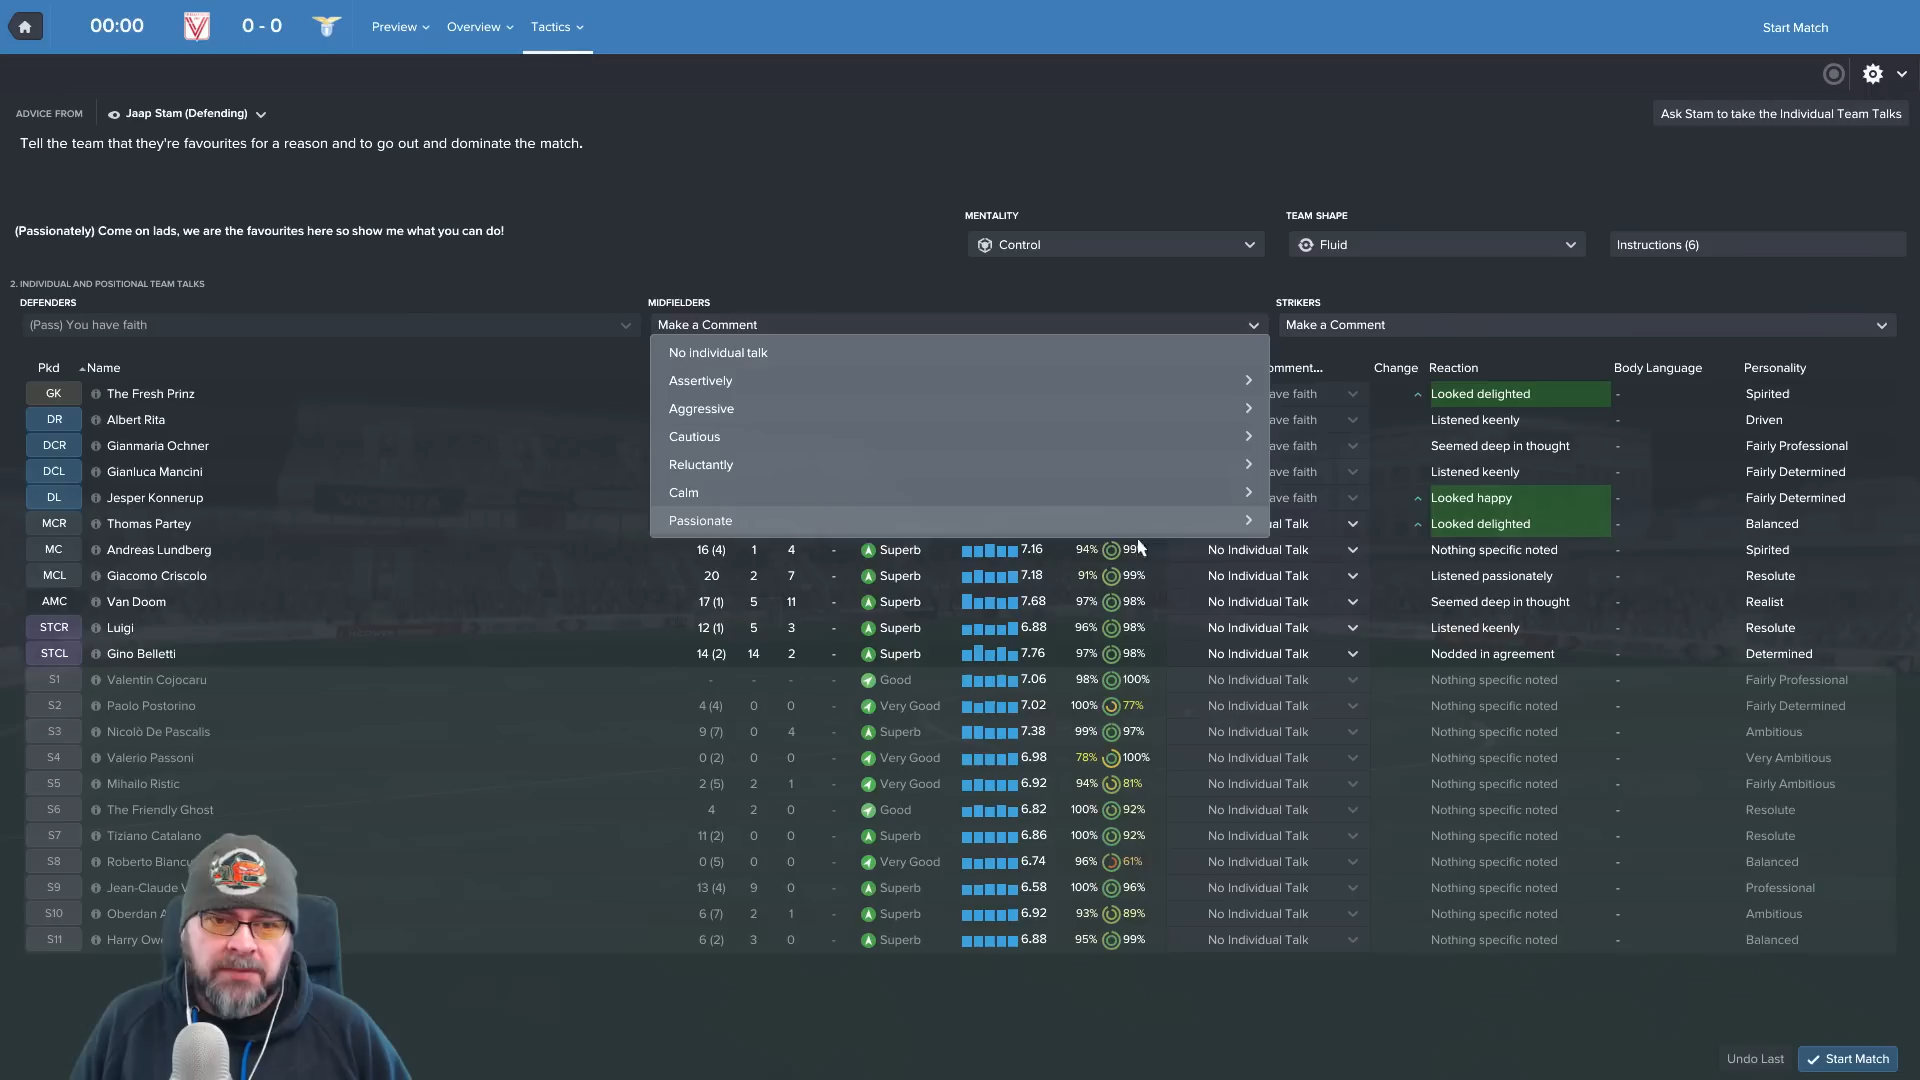 00:00 0 - 0 Preview Overview Tactics Start Match
ADVICE FROM Jaap Stam (Defending) Ask Stam to take the Individual Team Talks
Tell the team that they're favourites for a reason and to go out and dominate the match.
MENTALITY TEAM SHAPE
(Passionately) Come on lads, we are the favourites here so show me what you can do!
Control Fluid Instructions (6)
2. INDIVIDUAL AND POSITIONAL TEAM TALKS
DEFENDERS MIDFIELDERS STRIKERS
(Pass) You have faith Make a Comment Make a Comment
No individual talk
Assertively
Aggressive
Cautious
Reluctantly
Calm
Passionate
Pkd Name omment... Change Reaction Body Language Personality
GK The Fresh Prinz ave faith Looked delighted - Spirited
DR Albert Rita Listened keenly - Driven
DCR Gianmaria Ochner ave faith Seemed deep in thought - Fairly Professional
DCL Gianluca Mancini ave faith Listened keenly - Fairly Determined
DL Jesper Konnerup ave faith Looked happy - Fairly Determined
MCR Thomas Partey al Talk Looked delighted - Balanced
MC Andreas Lundberg 16 (4) 1 4 - Superb 7.16 94% 99% No Individual Talk Nothing specific noted - Spirited
MCL Giacomo Criscolo 20 2 7 - Superb 7.18 91% 99% No Individual Talk Listened passionately - Resolute
AMC Van Doom 17 (1) 5 11 - Superb 7.68 97% 98% No Individual Talk Seemed deep in thought - Realist
STCR Luigi 12 (1) 5 3 - Superb 6.88 96% 98% No Individual Talk Listened keenly - Resolute
STCL Gino Belletti 14 (2) 14 2 - Superb 7.76 97% 98% No Individual Talk Nodded in agreement - Determined
S1 Valentin Cojocaru - - - - Good 7.06 98% 100% No Individual Talk Nothing specific noted - Fairly Professional
S2 Paolo Postorino 4 (4) 0 0 - Very Good 7.02 100% 77% No Individual Talk Nothing specific noted - Fairly Determined
S3 Nicolò De Pascalis 9 (7) 0 4 - Superb 7.38 99% 97% No Individual Talk Nothing specific noted - Ambitious
S4 Valerio Passoni 0 (2) 0 0 - Very Good 6.98 78% 100% No Individual Talk Nothing specific noted - Very Ambitious
S5 Mihailo Ristic 2 (5) 2 1 - Very Good 6.92 94% 81% No Individual Talk Nothing specific noted - Fairly Ambitious
S6 The Friendly Ghost 4 2 0 - Good 6.82 100% 92% No Individual Talk Nothing specific noted - Resolute
S7 Tiziano Catalano 11 (2) 0 0 - Superb 6.86 100% 92% No Individual Talk Nothing specific noted - Resolute
S8 Roberto Biancu 0 (5) 0 0 - Very Good 6.74 96% 61% No Individual Talk Nothing specific noted - Balanced
S9 Jean-Claude V 13 (4) 9 0 - Superb 6.58 100% 96% No Individual Talk Nothing specific noted - Professional
S10 Oberdan A 6 (7) 2 1 - Superb 6.92 93% 89% No Individual Talk Nothing specific noted - Ambitious
S11 Harry Owe 6 (2) 3 0 - Superb 6.88 95% 99% No Individual Talk Nothing specific noted - Balanced
Undo Last Start Match